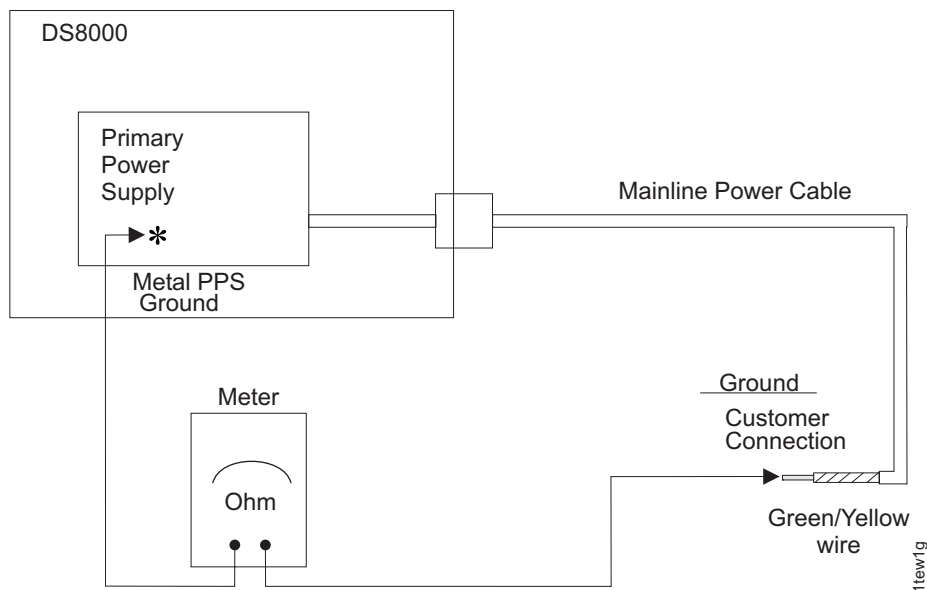 DS8000
Primary
Power
Supply
*
Metal PPS
Ground
Mainline Power Cable
Meter
Ohm
Ground
Customer
Connection
Green/Yellow
wire
1tew1g